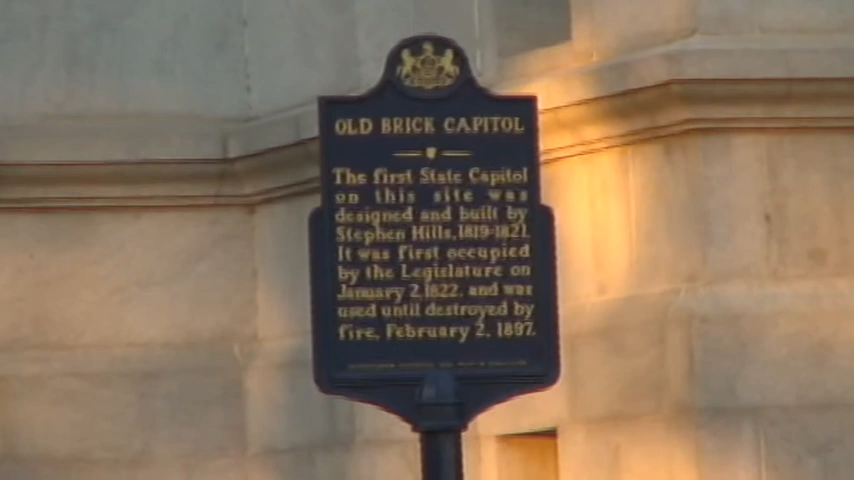 OLD BRICK CAPITOL
The first State Capitol
on this site was
designed and built by
Stephen Hills, 1819-1821.
It was first occupied
by the Legislature on
January 2, 1822, and was
used until destroyed by
fire, February 2, 1897.